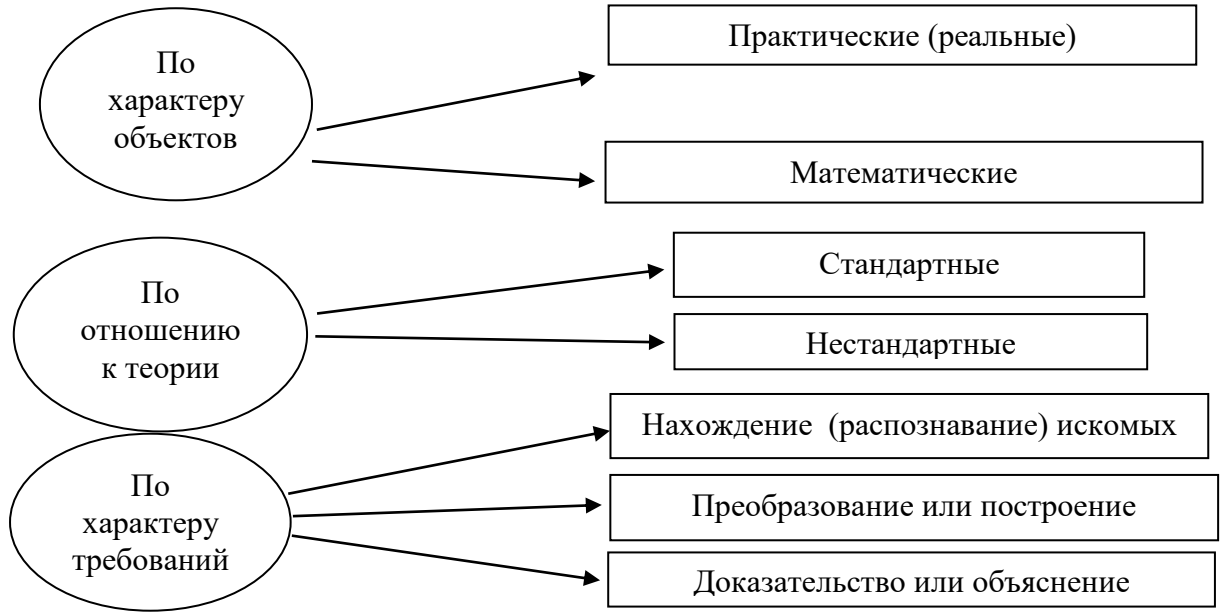 По
характеру
объектов
Практические (реальные)
Математические
По
отношению
к теории
Стандартные
Нестандартные
По
характеру
требований
Нахождение (распознавание) искомых
Преобразование или построение
Доказательство или объяснение